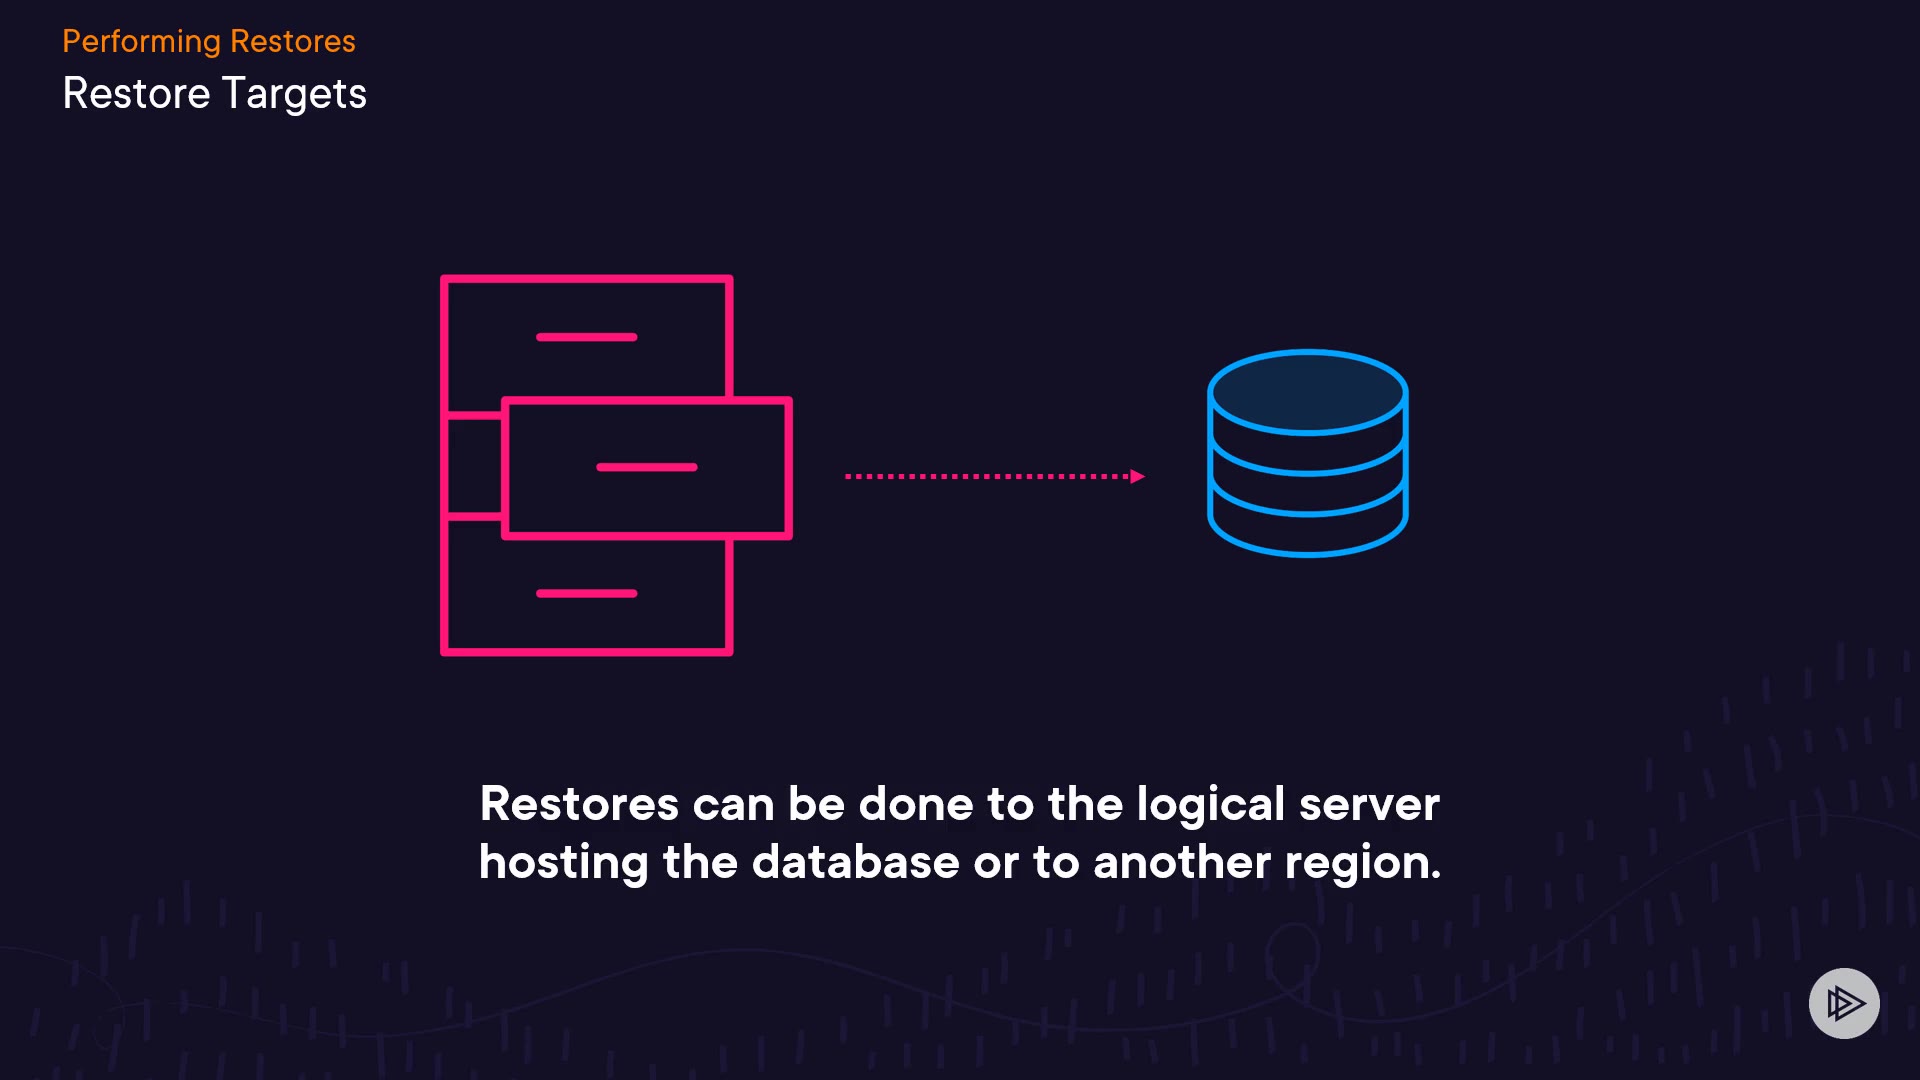 Performing Restores
Restore Targets
Restores can be done to the logical server
hosting the database or to another region.